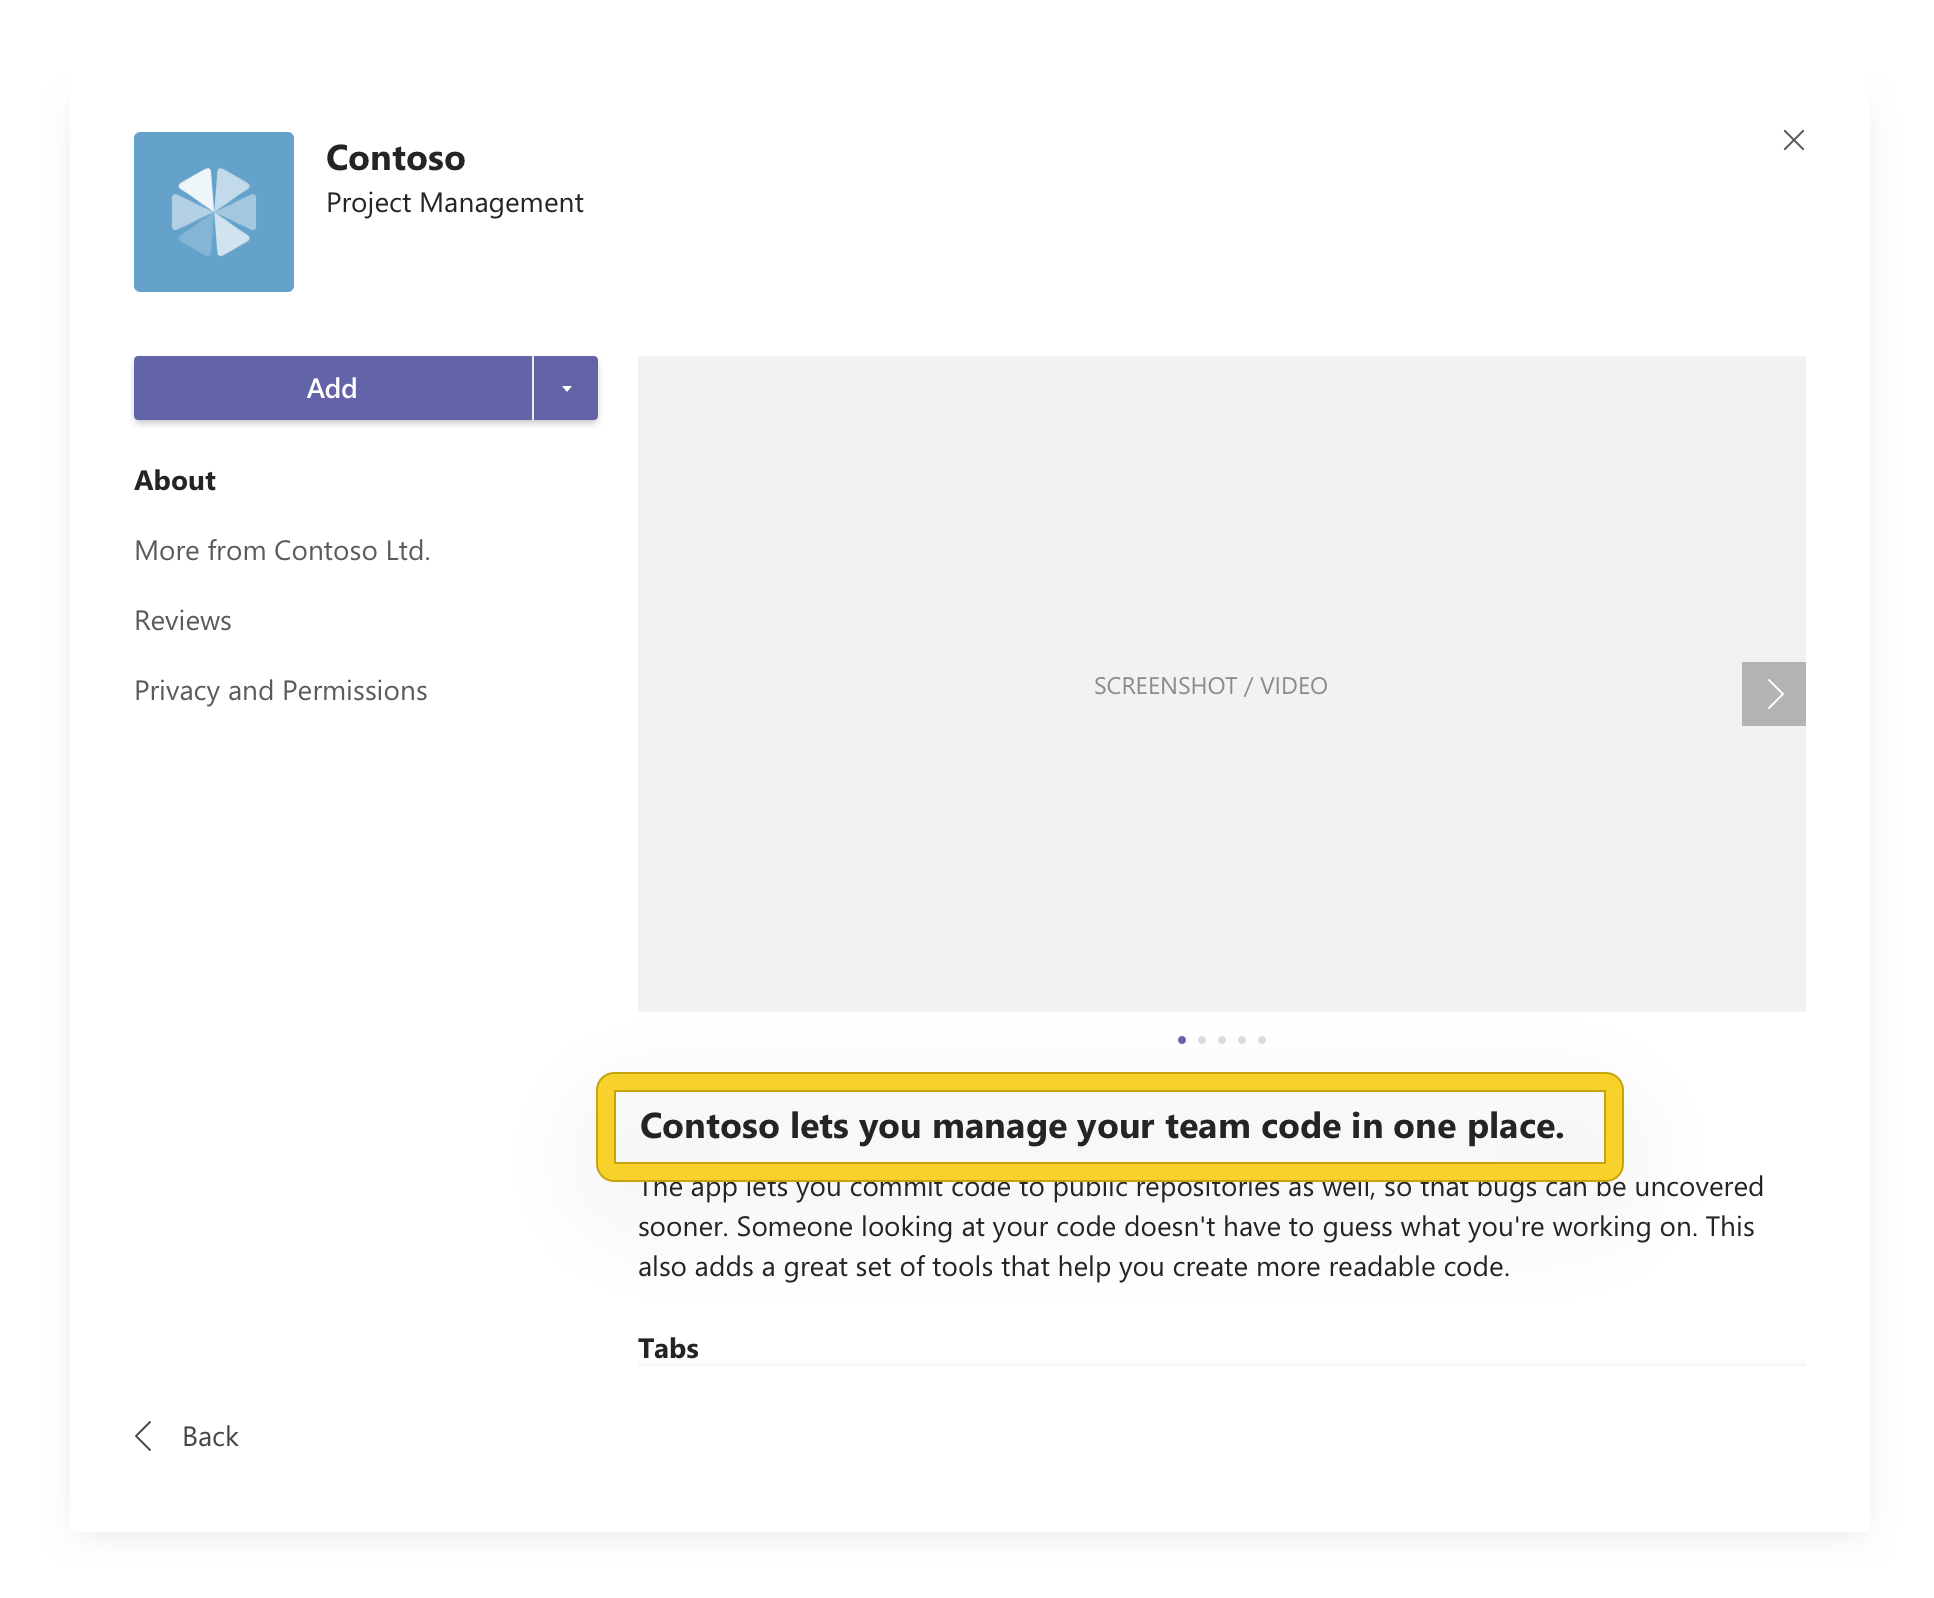 Contoso
Project Management
Add
About
More from Contoso Ltd.
Reviews
Privacy and Permissions
SCREENSHOT / VIDEO
Contoso lets you manage your team code in one place.
The app lets you commit code to public repositories as well, so that bugs can be uncovered
sooner. Someone looking at your code doesn't have to guess what you're working on. This
also adds a great set of tools that help you create more readable code.
Tabs
Back